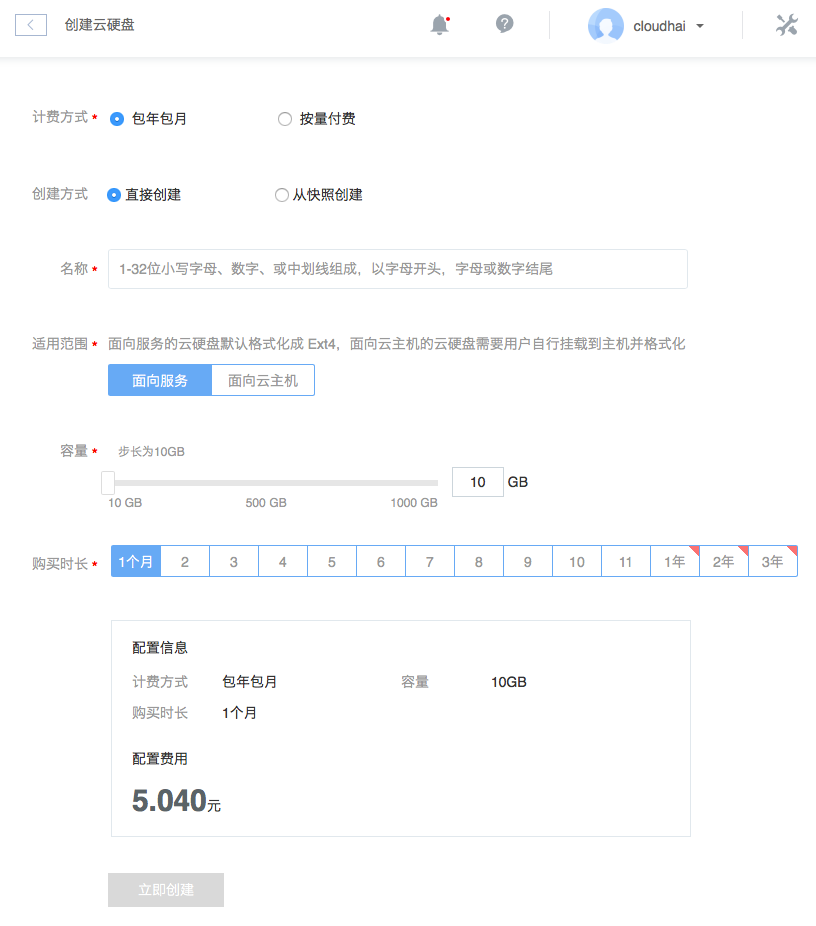 创建云硬盘
cloudhai
计费方式 * 包年包月 按量付费
创建方式 直接创建 从快照创建
名称 * 1-32位小写字母、数字、或中划线组成，以字母开头，字母或数字结尾
适用范围 * 面向服务的云硬盘默认格式化成 Ext4，面向云主机的云硬盘需要用户自行挂载到主机并格式化
面向服务 面向云主机
容量 * 步长为10GB
10 GB
10 GB 500 GB 1000 GB
购买时长 * 1个月 2 3 4 5 6 7 8 9 10 11 1年 2年 3年
配置信息
计费方式 包年包月 容量 10GB
购买时长 1个月
配置费用
5.040元
立即创建